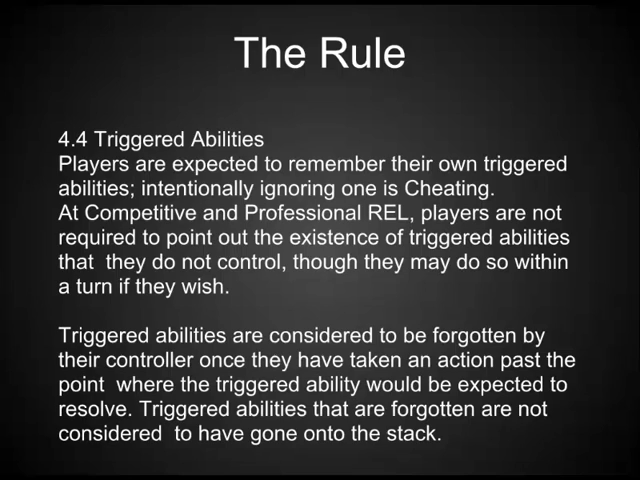 The Rule
4.4 Triggered Abilities
Players are expected to remember their own triggered
abilities; intentionally ignoring one is Cheating.
At Competitive and Professional REL, players are not
required to point out the existence of triggered abilities
that they do not control, though they may do so within
a turn if they wish.
Triggered abilities are considered to be forgotten by
their controller once they have taken an action past the
point where the triggered ability would be expected to
resolve. Triggered abilities that are forgotten are not
considered to have gone onto the stack.